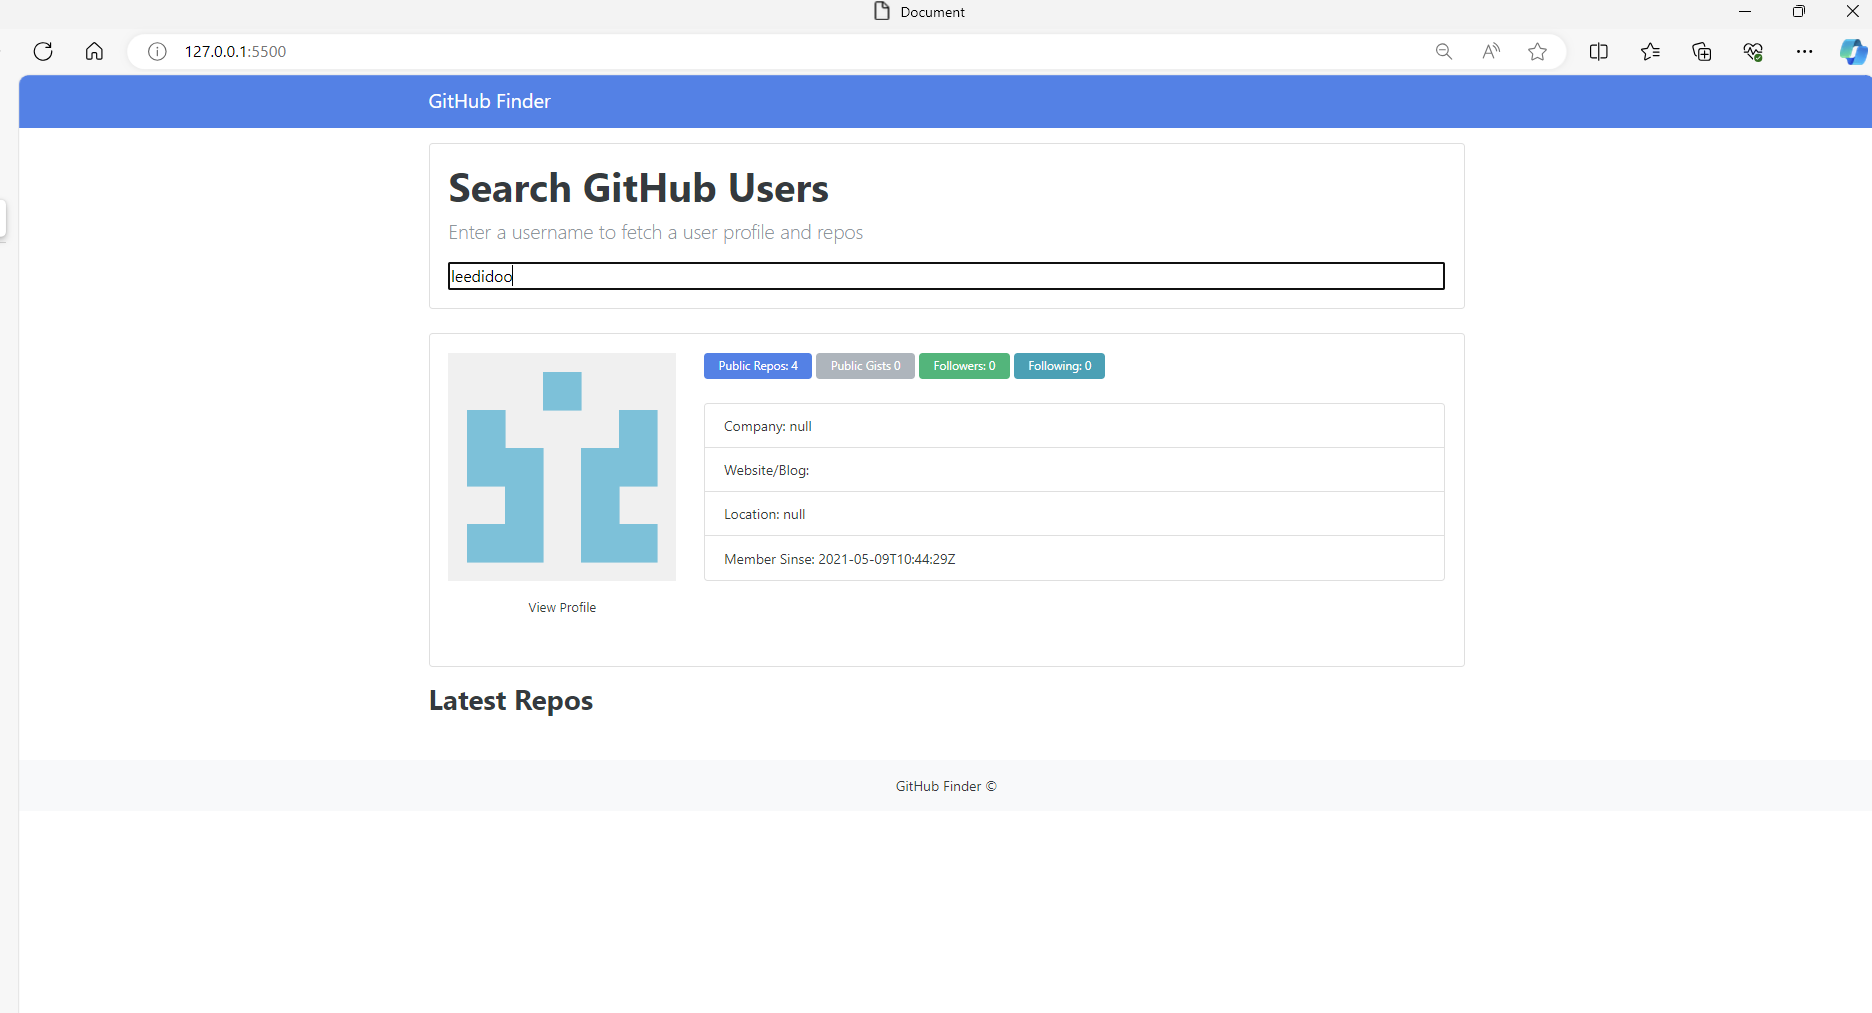 Document
127.0.0.1:5500
GitHub Finder
Search GitHub Users
Enter a username to fetch a user profile and repos
leedidoo
Public Repos: 4 Public Gists 0 Followers: 0 Following: 0
Company: null
Website/Blog:
Location: null
Member Sinse: 2021-05-09T10:44:29Z
View Profile
Latest Repos
GitHub Finder ©